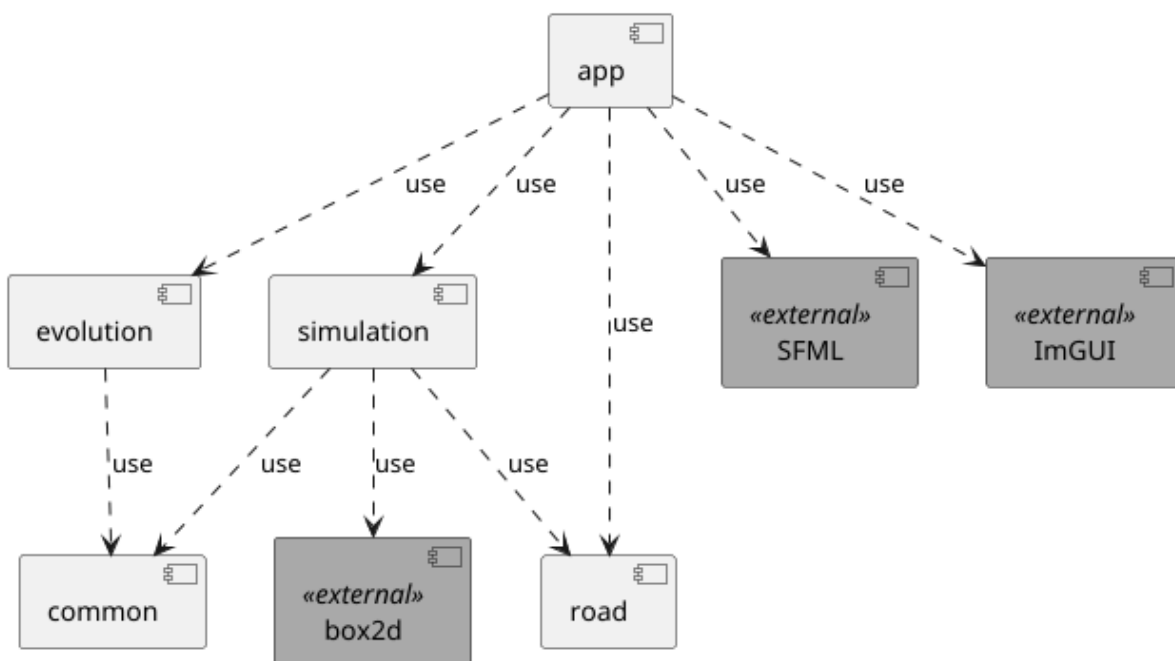 app
use
use
use
use
evolution
simulation
«external»
SFML
«external»
ImGUI
use
use
use
use
use
common
«external»
box2d
road